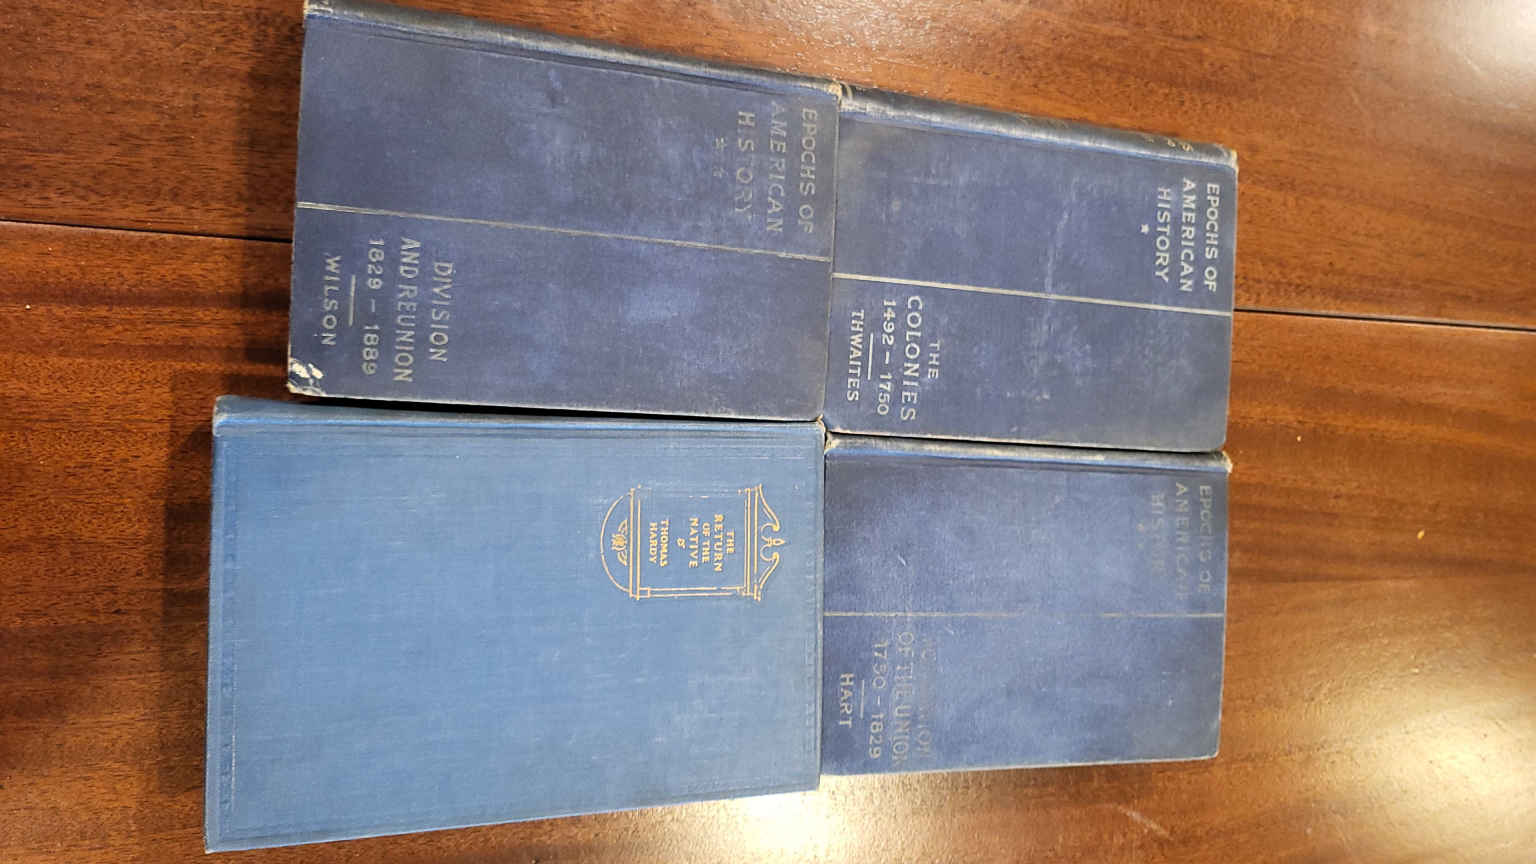 EPOCHS OF
AMERICAN
HISTORY
*
THE
COLONIES
1492 – 1750
THWAITES
EPOCHS OF
AMERICAN
HISTORY
* * *
DIVISION
AND REUNION
1829 – 1889
WILSON
EPOCHS OF
AMERICAN
OF THE UNION
1750 – 1829
HART
THE
RETURN
OF THE
NATIVE
THOMAS
HARDY